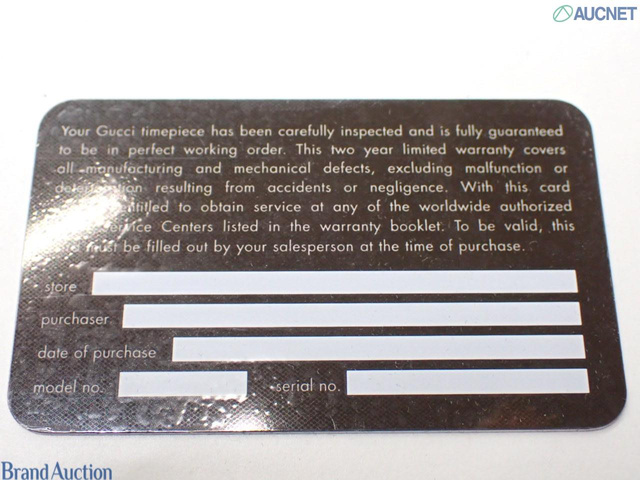 AUCNET
Your Gucci timepiece has been carefully inspected and is fully guaranteed
to be in perfect working order. This two year limited warranty covers
all manufacturing and mechanical defects, excluding malfunction or
resulting from accidents or negligence. With this card
entitled to obtain service at any of the worldwide authorized
Service Centers listed in the warranty booklet. To be valid, this
must be filled out by your salesperson at the time of purchase.
store
purchaser
date of purchase
model no. serial no.
Brand Auction